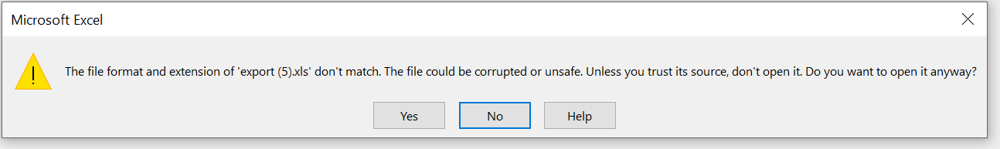 Microsoft Excel
The file format and extension of 'export (5).xls' don't match. The file could be corrupted or unsafe. Unless you trust its source, don't open it. Do you want to open it anyway?
Yes No Help